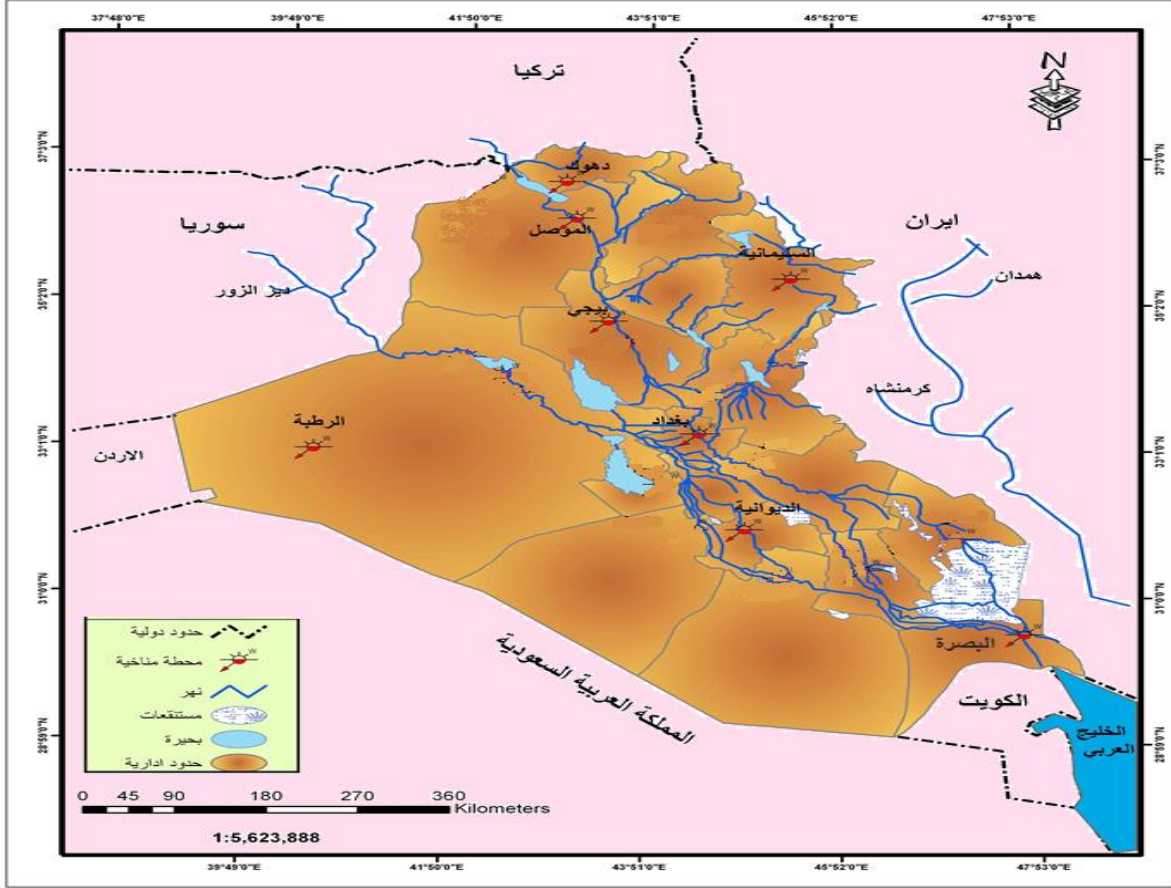 37°48'0"E 39°49'0"E 41°50'0"E 43°51'0"E 45°52'0"E 47°53'0"E
تركيا
N
دهوك
سوريا
الموصل
ايران
السليمانية
همدان
دير الزور
بيجي
كرمنشاه
الرطبة
بغداد
الاردن
الديوانية
البصرة
المملكة العربية السعودية
الكويت
الخليج
العربي
حدود دولية
محطة مناخية
نهر
مستنقعات
بحيرة
حدود ادارية
0 45 90 180 270 360
Kilometers
1:5,623,888
39°49'0"E 41°50'0"E 43°51'0"E 45°52'0"E 47°53'0"E